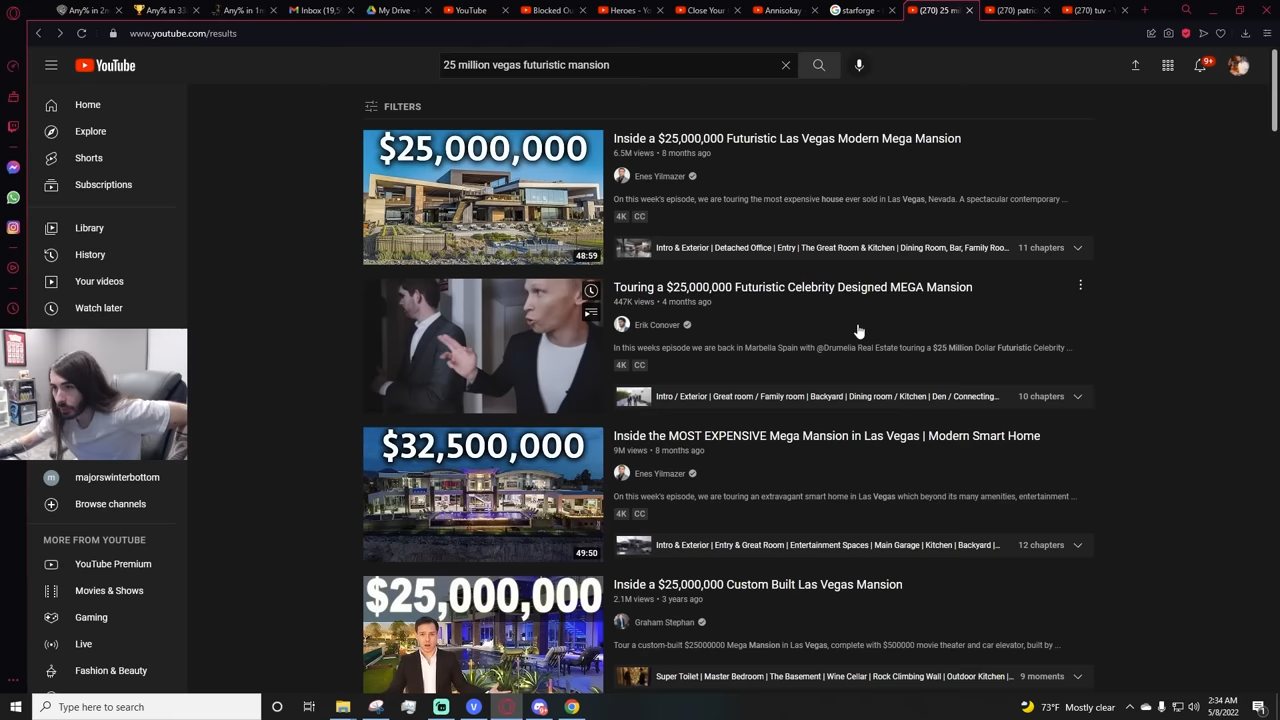 Any% in 2m
Any% in 33
Any% in 1n
Inbox (19,5
My Drive -
YouTube
Blocked Ou
Heroes - Yo
Close Your
Annisokay
starforge -
(270) 25 mi
(270) patric
(270) tuv -
www.youtube.com/results
YouTube
25 million vegas futuristic mansion
9+
Home
Explore
Shorts
Subscriptions
Library
History
Your videos
Watch later
m
majorswinterbottom
Browse channels
MORE FROM YOUTUBE
YouTube Premium
Movies & Shows
Gaming
Live
Fashion & Beauty
FILTERS
$25,000,000
48:59
Inside a $25,000,000 Futuristic Las Vegas Modern Mega Mansion
6.5M views • 8 months ago
Enes Yilmazer
On this week's episode, we are touring the most expensive house ever sold in Las Vegas, Nevada. A spectacular contemporary ...
4K CC
Intro & Exterior | Detached Office | Entry | The Great Room & Kitchen | Dining Room, Bar, Family Roo...
11 chapters
Touring a $25,000,000 Futuristic Celebrity Designed MEGA Mansion
447K views • 4 months ago
Erik Conover
In this weeks episode we are back in Marbella Spain with @Drumelia Real Estate touring a $25 Million Dollar Futuristic Celebrity ...
4K CC
Intro / Exterior | Great room / Family room | Backyard | Dining room / Kitchen | Den / Connecting...
10 chapters
$32,500,000
49:50
Inside the MOST EXPENSIVE Mega Mansion in Las Vegas | Modern Smart Home
9M views • 8 months ago
Enes Yilmazer
On this week's episode, we are touring an extravagant smart home in Las Vegas which beyond its many amenities, entertainment ...
4K CC
Intro & Exterior | Entry & Great Room | Entertainment Spaces | Main Garage | Kitchen | Backyard |...
12 chapters
$25,000,000
Inside a $25,000,000 Custom Built Las Vegas Mansion
2.1M views • 3 years ago
Graham Stephan
Tour a custom-built $25000000 Mega Mansion in Las Vegas, complete with $500000 movie theater and car elevator, built by ...
Super Toilet | Master Bedroom | The Basement | Wine Cellar | Rock Climbing Wall | Outdoor Kitchen |...
9 moments
Type here to search
73°F Mostly clear
2:34 AM
5/8/2022